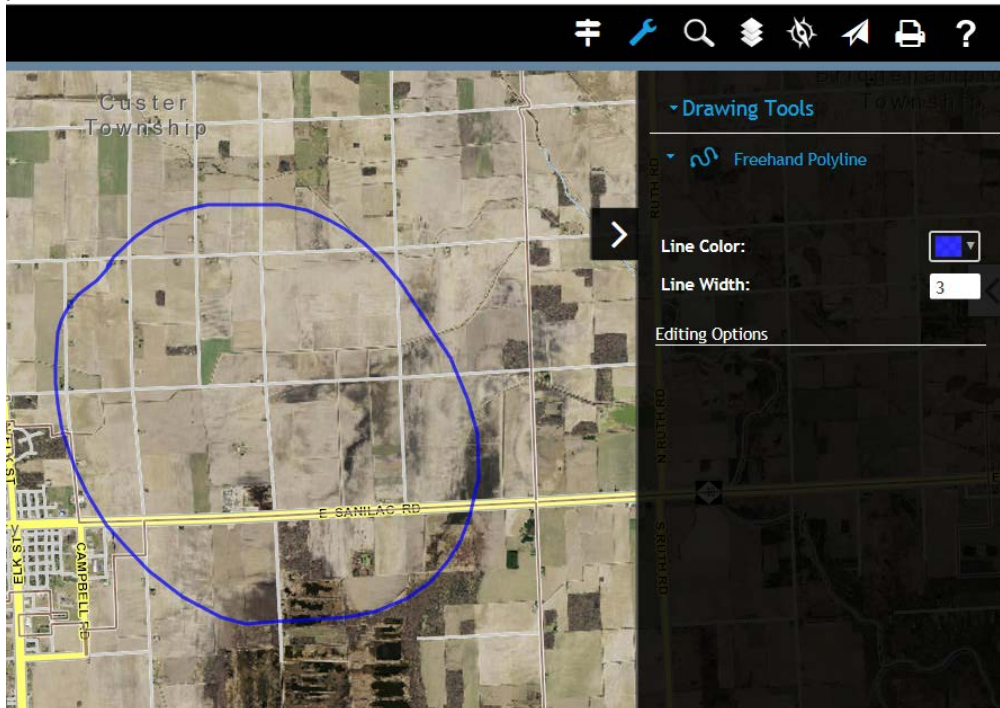 ?
Custer
Township
Drawing Tools
Freehand Polyline
Line Color:
Line Width:
3
Editing Options
RUTH RD
N RUTH RD
S RUTH RD
E SANILAC RD
ELK ST
CAMPBELL RD
Township